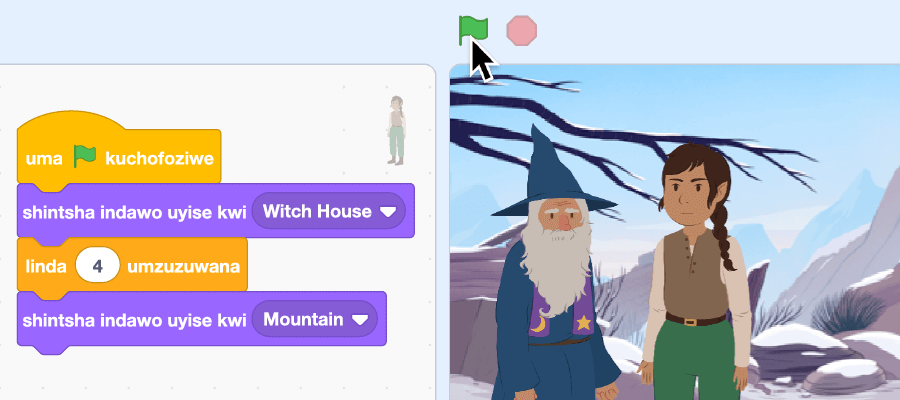 uma kuchofoziwe
shintsha indawo uyise kwi Witch House
linda 4 umzuzuwana
shintsha indawo uyise kwi Mountain